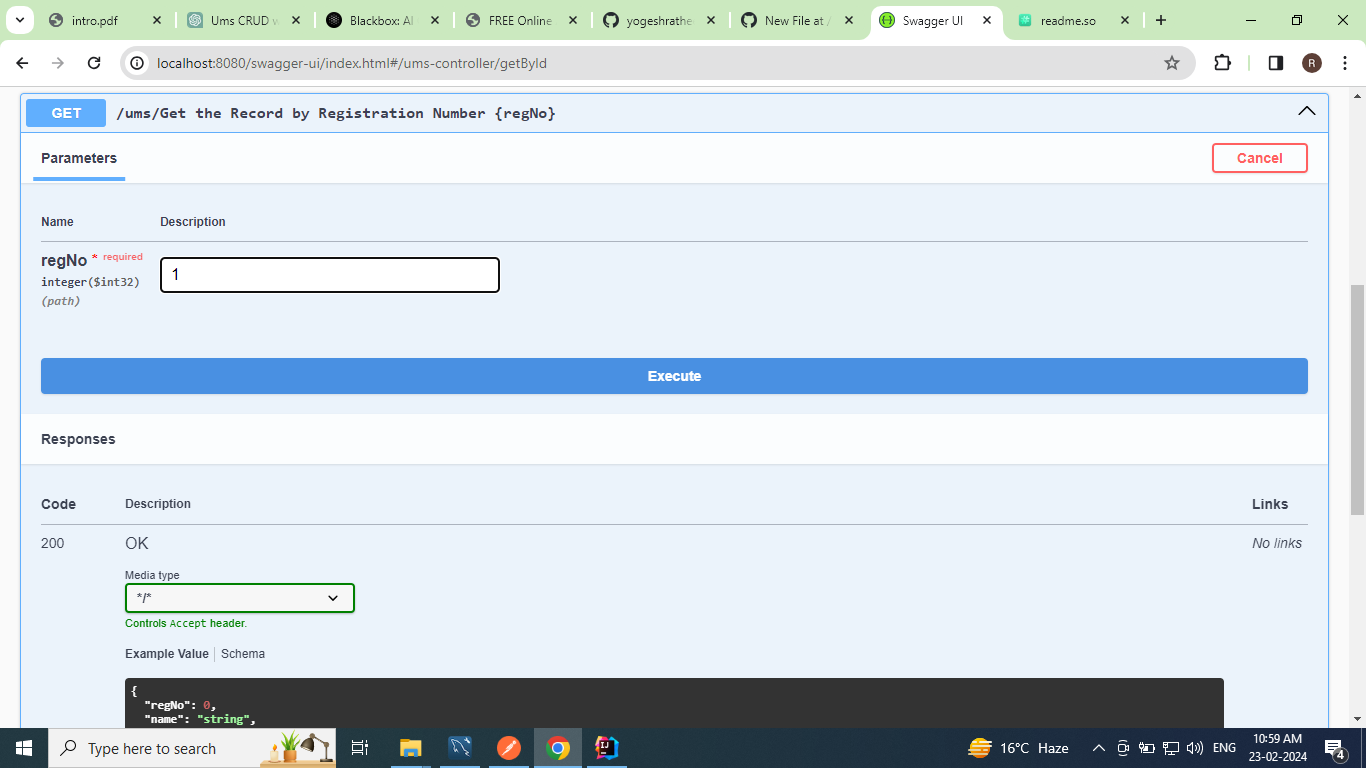 intro.pdf
Ums CRUD w
Blackbox: AI
FREE Online
yogeshrathe
New File at /
Swagger UI
readme.so
localhost:8080/swagger-ui/index.html#/ums-controller/getById
R
GET /ums/Get the Record by Registration Number {regNo}
Parameters
Cancel
Name Description
regNo * required
integer($int32)
(path)
1
Execute
Responses
Code Description Links
200 OK No links
Media type
*/*
Controls Accept header.
Example Value Schema
{
"regNo": 0,
"name": "string",
Type here to search
16°C Haze
ENG
10:59 AM
23-02-2024
4